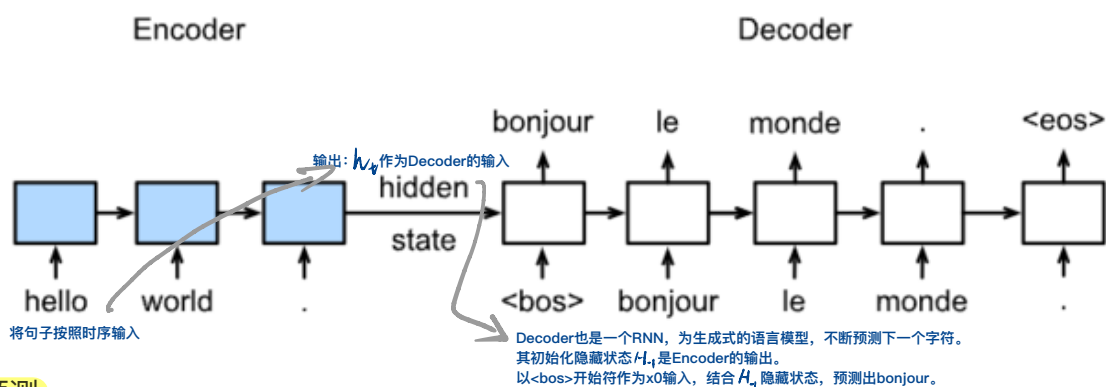 Encoder
Decoder
bonjour le monde . <eos>
输出：h 作为Decoder的输入
hidden
state
hello world . <bos> bonjour le monde .
将句子按照时序输入
Decoder也是一个RNN，为生成式的语言模型，不断预测下一个字符。
其初始化隐藏状态H-1是Encoder的输出。
以<bos>开始符作为x0输入，结合H-1隐藏状态，预测出bonjour。